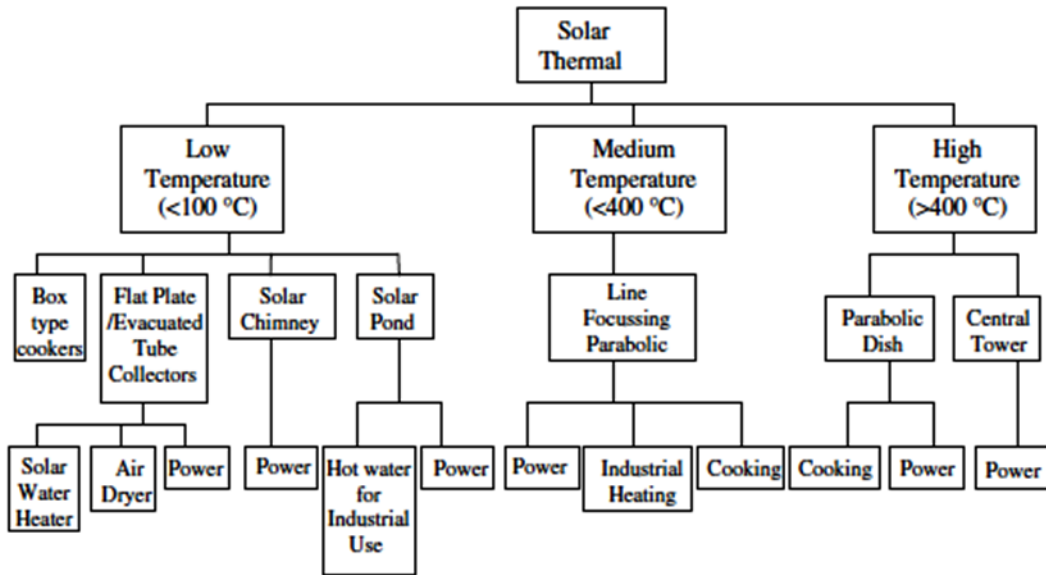 Solar
Thermal
Low
Temperature
(<100 °C)
Medium
Temperature
(<400 °C)
High
Temperature
(>400 °C)
Box
type
cookers
Flat Plate
/Evacuated
Tube
Collectors
Solar
Chimney
Solar
Pond
Line
Focussing
Parabolic
Parabolic
Dish
Central
Tower
Solar
Water
Heater
Air
Dryer
Power
Power
Hot water
for
Industrial
Use
Power
Power
Industrial
Heating
Cooking
Cooking
Power
Power